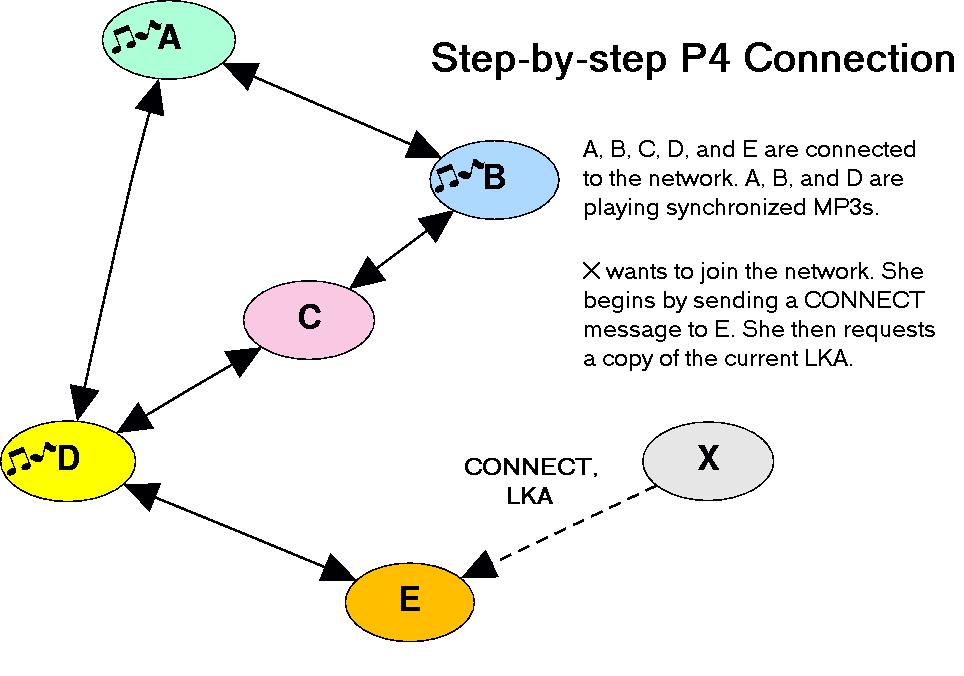 A
Step-by-step P4 Connection
B
A, B, C, D, and E are connected
to the network. A, B, and D are
playing synchronized MP3s.
X wants to join the network. She
begins by sending a CONNECT
message to E. She then requests
a copy of the current LKA.
C
D
CONNECT,
LKA
X
E